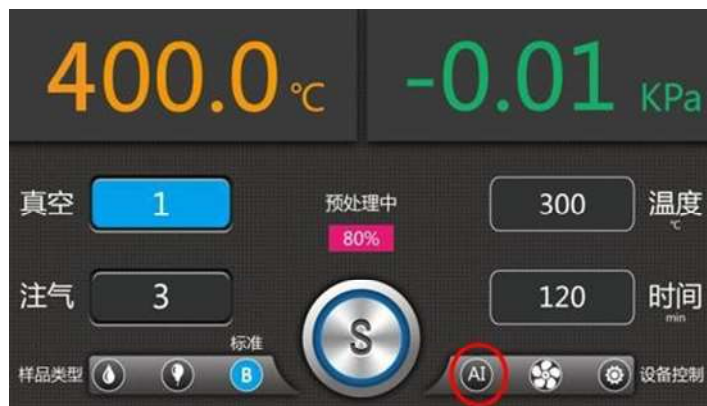 400.0 ℃
-0.01 KPa
真空 1
预处理中
80%
300 温度
℃
注气 3
S
120 时间
min
标准
样品类型
B
AI
设备控制